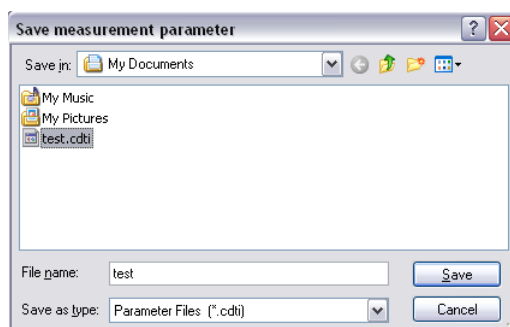 Save measurement parameter
Save in: My Documents
My Music
My Pictures
test.cdti
File name: test Save
Save as type: Parameter Files (*.cdti) Cancel